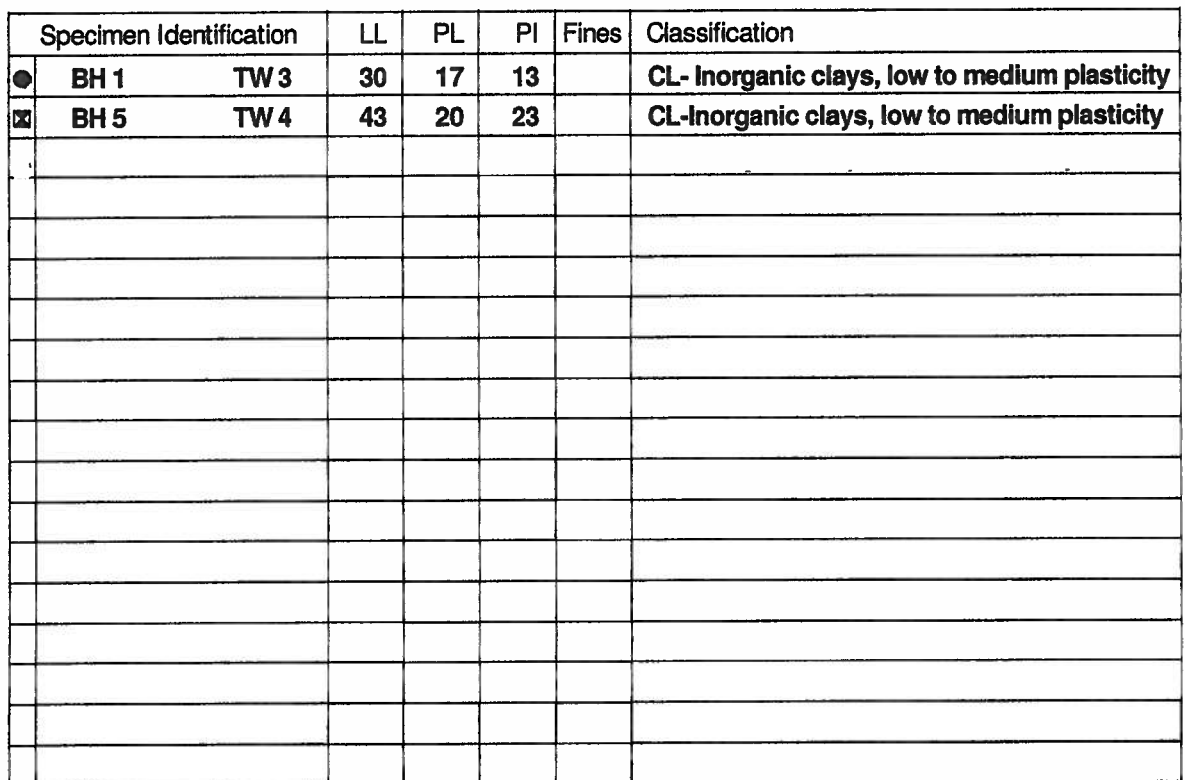 Specimen Identification LL PL PI Fines Classification
BH 1 TW 3 30 17 13 CL- Inorganic clays, low to medium plasticity
BH 5 TW 4 43 20 23 CL-Inorganic clays, low to medium plasticity